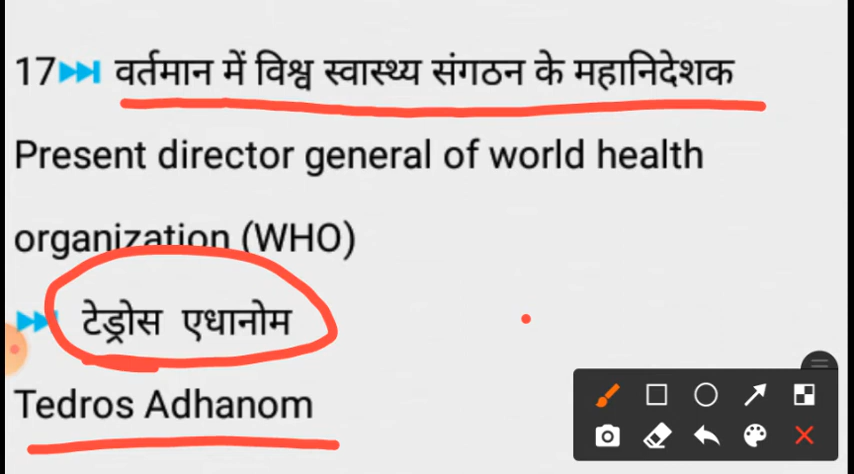 17 वर्तमान में विश्व स्वास्थ्य संगठन के महानिदेशक
Present director general of world health
organization (WHO)
टेड्रोस एधानोम
Tedros Adhanom